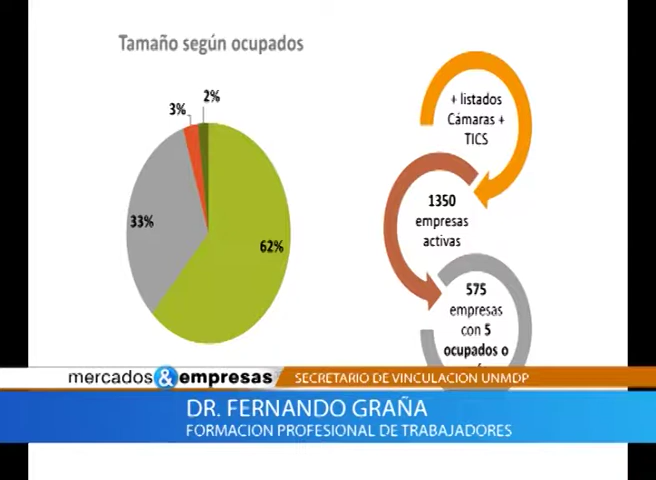 Tamaño según ocupados
3%
2%
33%
62%
+ listados
Cámaras +
TICS
1350
empresas
activas
575
empresas
con 5
ocupados o
mercados&empresas
SECRETARIO DE VINCULACION UNMDP
DR. FERNANDO GRAÑA
FORMACION PROFESIONAL DE TRABAJADORES